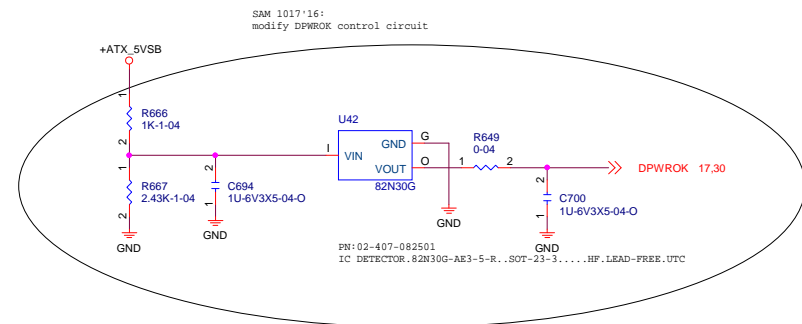 SAM 1017'16:
modify DPWROK control circuit
+ATX_5VSB
1
R666
1K-1-04
2
U42
I
VIN
GND
G
VOUT
O
82N30G
R649
0-04
1
2
DPWROK 17,30
1
R667
2.43K-1-04
2
GND
2
C694
1U-6V3X5-04-O
1
GND
GND
2
C700
1U-6V3X5-04-O
1
GND
PN:02-407-082501
IC DETECTOR.82N30G-AE3-5-R..SOT-23-3.....HF.LEAD-FREE.UTC